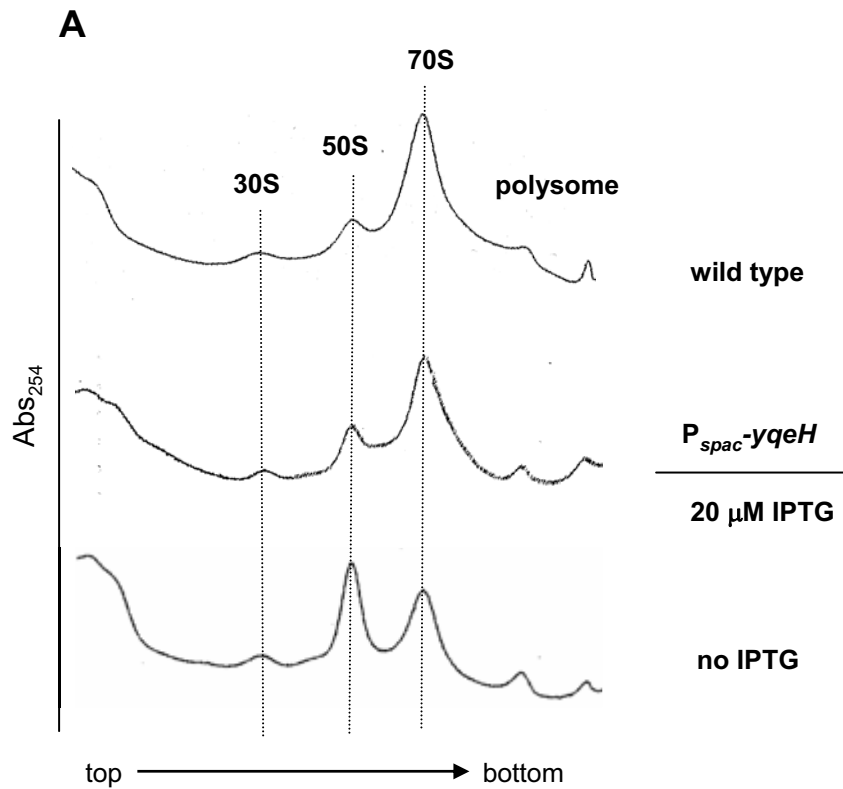 A
70S
50S
30S
polysome
wild type
Abs254
Pspac-yqeH
20 μM IPTG
no IPTG
top
bottom